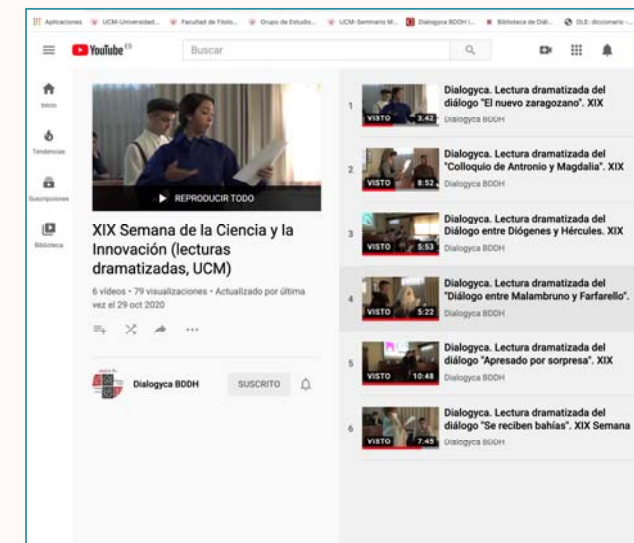 Aplicaciones
UCM-Universidad...
Facultad de Filolo...
Grupo de Estudio...
UCM-Seminario M...
Dialogyca BDDH (...
Biblioteca de Diál...
DLE: diccionario -...
YouTube ES
Buscar
Inicio
Tendencias
Suscripciones
Biblioteca
REPRODUCIR TODO
XIX Semana de la Ciencia y la
Innovación (lecturas
dramatizadas, UCM)
6 vídeos • 79 visualizaciones • Actualizado por última
vez el 29 oct 2020
Dialogyca BDDH
SUSCRITO
1
VISTO
3:42
Dialogyca. Lectura dramatizada del
diálogo "El nuevo zaragozano". XIX
Dialogyca BDDH
2
VISTO
8:52
Dialogyca. Lectura dramatizada del
"Colloquio de Antronio y Magdalia". XIX
Dialogyca BDDH
3
VISTO
5:53
Dialogyca. Lectura dramatizada del
Diálogo entre Diógenes y Hércules. XIX
Dialogyca BDDH
4
VISTO
5:22
Dialogyca. Lectura dramatizada del
"Diálogo entre Malambruno y Farfarello".
Dialogyca BDDH
5
VISTO
10:48
Dialogyca. Lectura dramatizada del
diálogo "Apresado por sorpresa". XIX
Dialogyca BDDH
6
VISTO
7:45
Dialogyca. Lectura dramatizada del
diálogo "Se reciben bahías". XIX Semana
Dialogyca BDDH